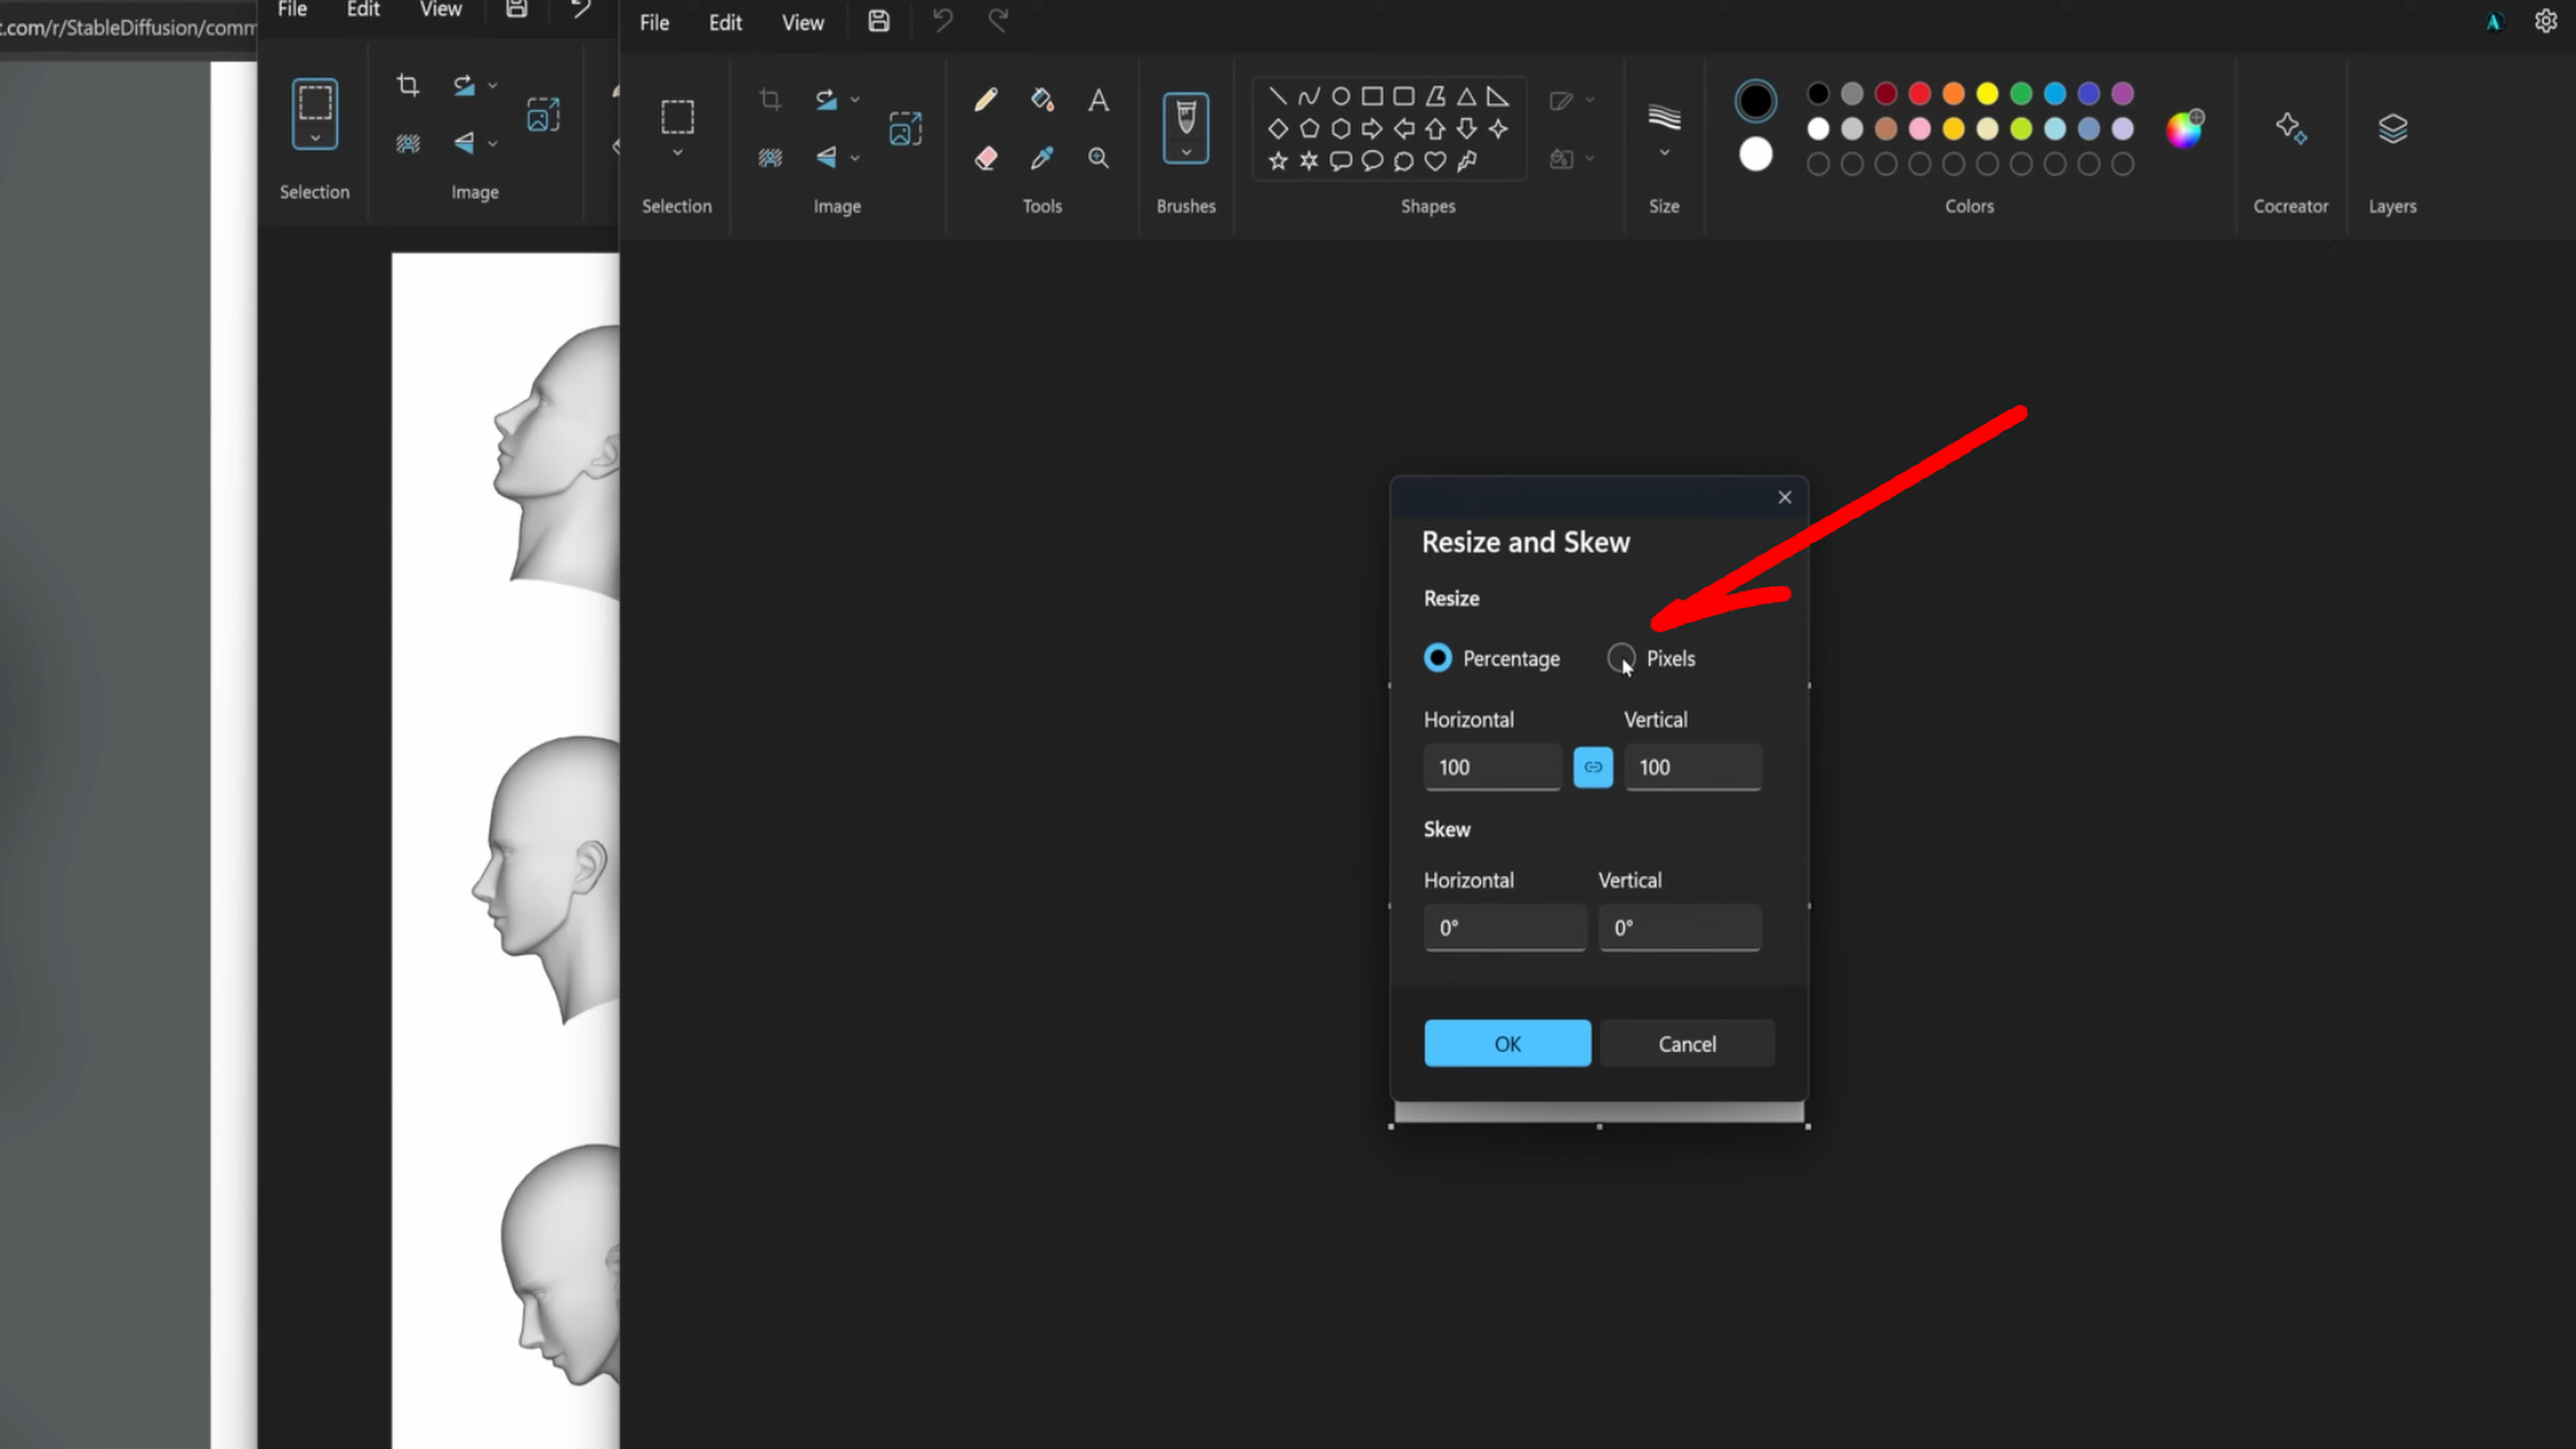 t.com/r/StableDiffusion/comm
File Edit View
Selection
Image
File Edit View
Selection
Image
Tools
Brushes
Shapes
Size
Colors
Cocreator
Layers
Resize and Skew
Resize
Percentage Pixels
Horizontal Vertical
100 100
Skew
Horizontal Vertical
0° 0°
OK Cancel